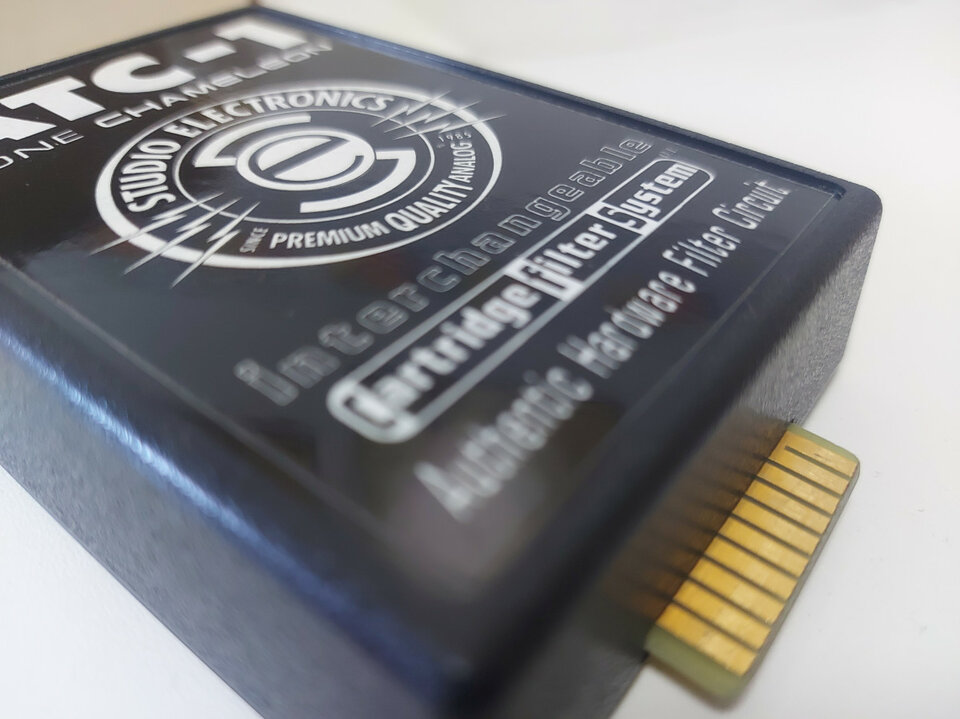 ATC-1
ONE CHAMELEON
STUDIO ELECTRONICS
e
SINCE 1985
PREMIUM QUALITY ANALOG
interchangeable
Cartridge Filter System
Authentic Hardware Filter Circuit